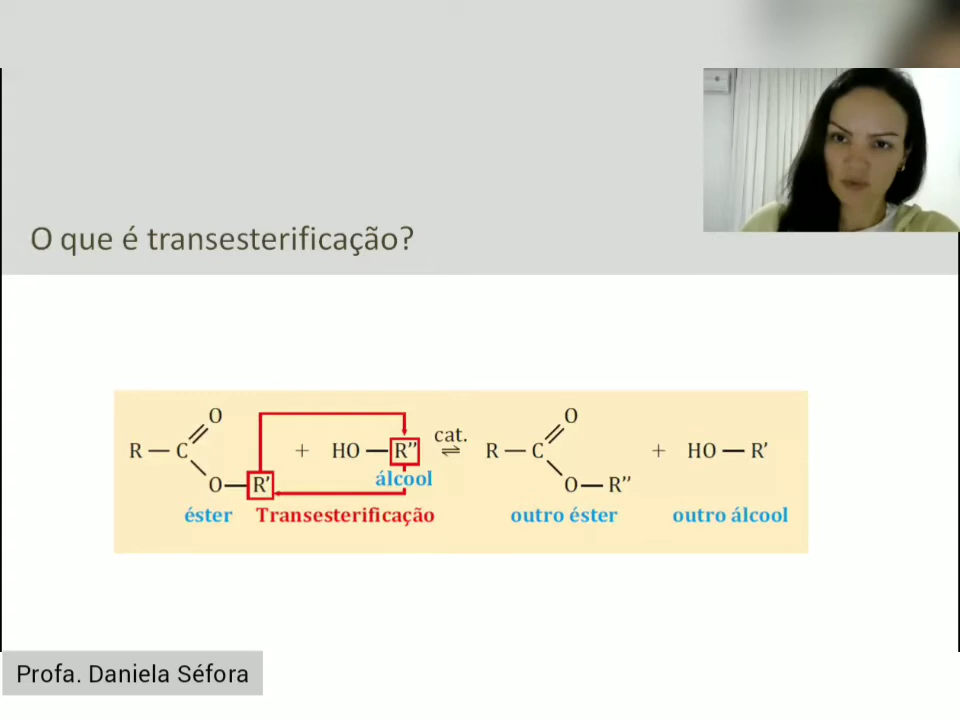 O que é transesterificação?
O O
R — C + HO — R'' cat. ⇌ R — C + HO — R'
O — R' álcool O — R''
éster Transesterificação outro éster outro álcool
Profa. Daniela Séfora